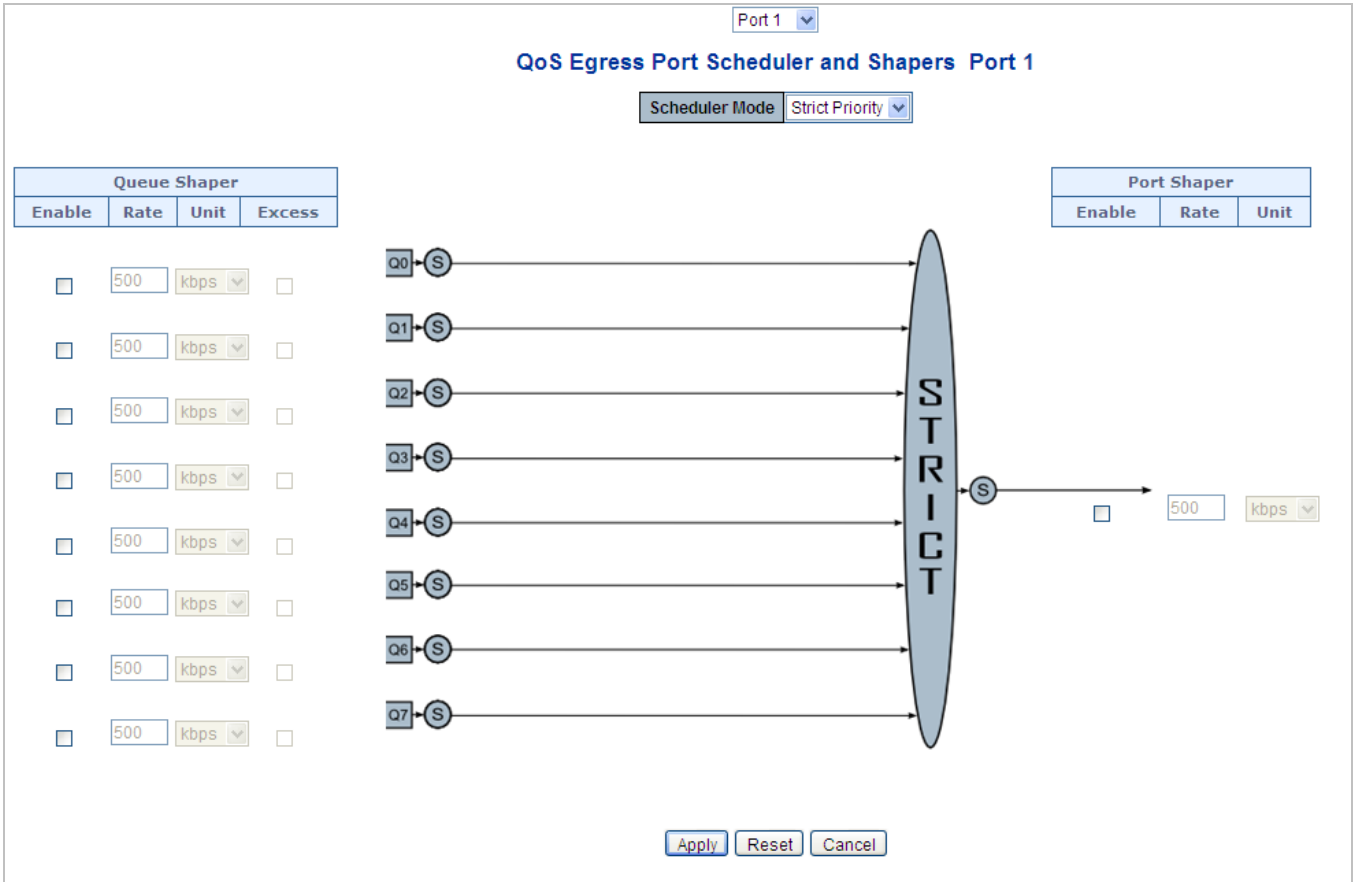 Port 1
QoS Egress Port Scheduler and Shapers Port 1
Scheduler Mode Strict Priority
Queue Shaper
Enable Rate Unit Excess
Port Shaper
Enable Rate Unit
500 kbps
Q0 S
500 kbps
Q1 S
500 kbps
Q2 S
500 kbps
Q3 S
500 kbps
Q4 S
500 kbps
Q5 S
500 kbps
Q6 S
500 kbps
Q7 S
STRICT
S
500 kbps
Apply Reset Cancel